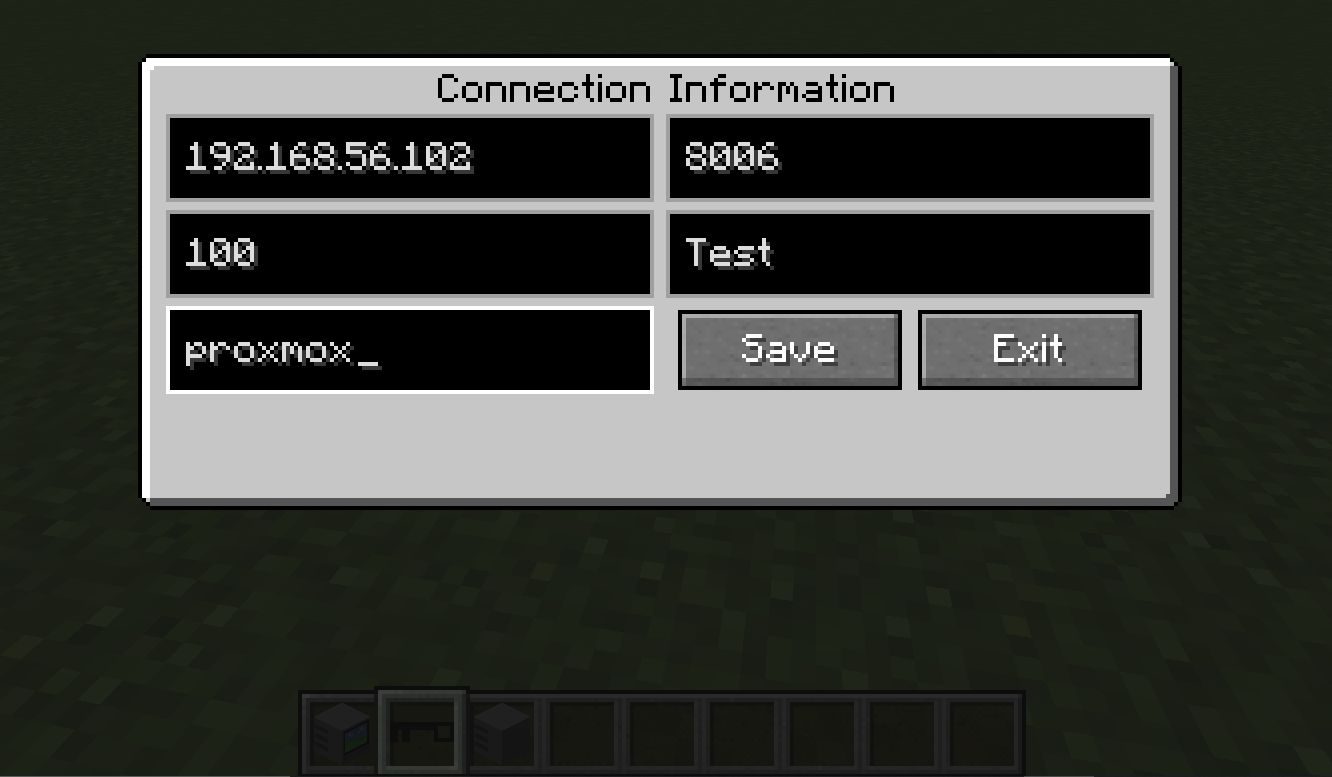 Connection Information
192.168.56.102
8006
100
Test
proxmox_
Save
Exit